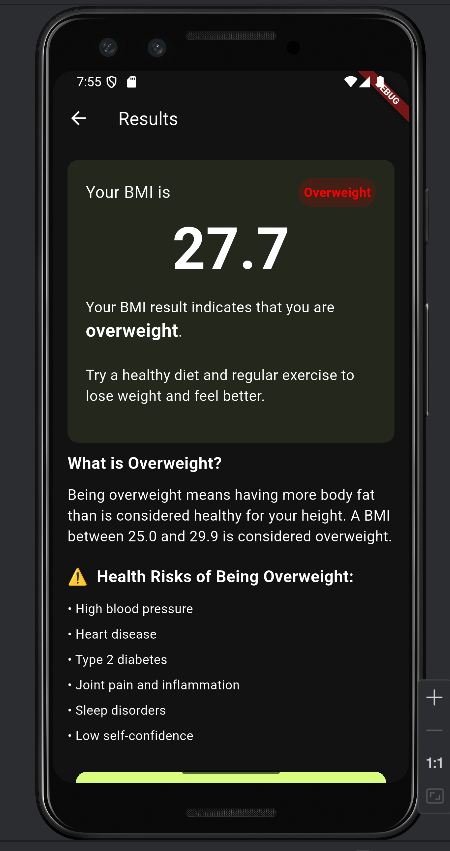 7:55
DEBUG
Results
Your BMI is
Overweight
27.7
Your BMI result indicates that you are
overweight.
Try a healthy diet and regular exercise to
lose weight and feel better.
What is Overweight?
Being overweight means having more body fat
than is considered healthy for your height. A BMI
between 25.0 and 29.9 is considered overweight.
⚠️ Health Risks of Being Overweight:
• High blood pressure
• Heart disease
• Type 2 diabetes
• Joint pain and inflammation
• Sleep disorders
• Low self-confidence
1:1